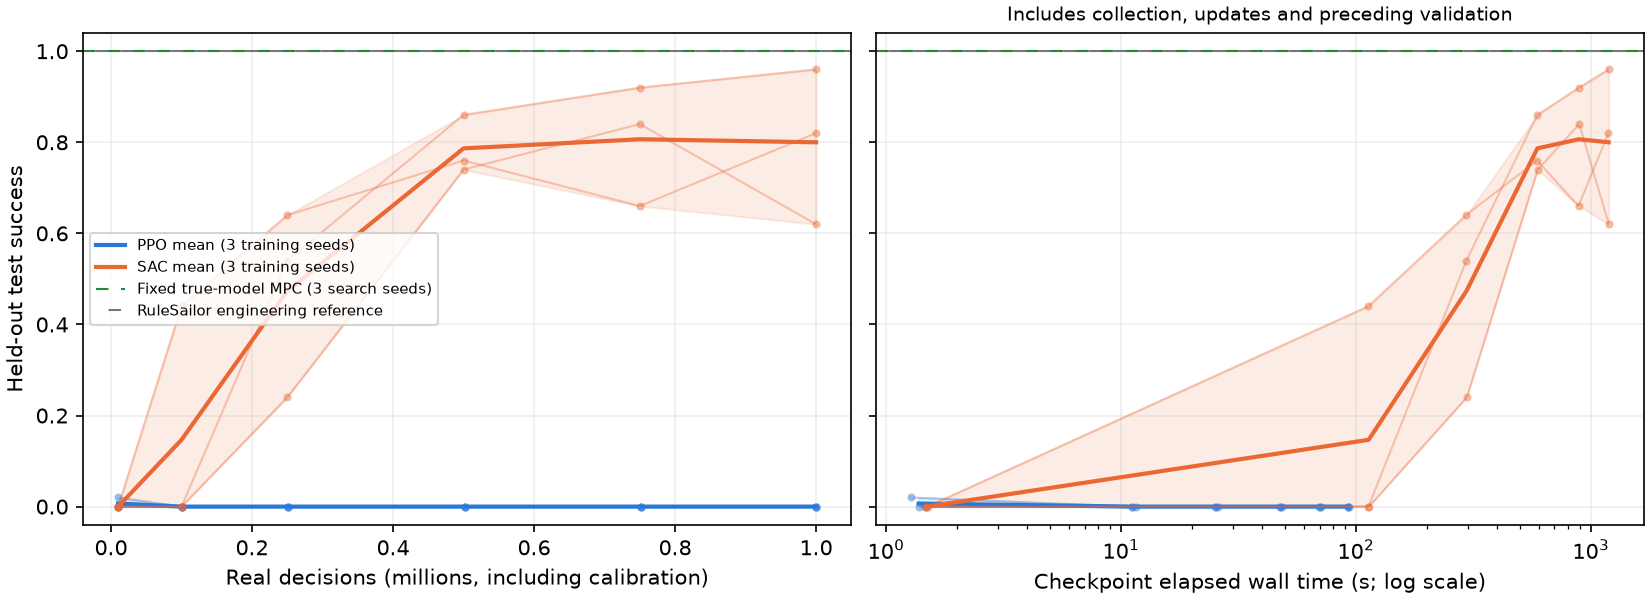 Includes collection, updates and preceding validation
Held-out test success
1.0
0.8
0.6
0.4
0.2
0.0
PPO mean (3 training seeds)
SAC mean (3 training seeds)
Fixed true-model MPC (3 search seeds)
RuleSailor engineering reference
0.0 0.2 0.4 0.6 0.8 1.0
Real decisions (millions, including calibration)
10⁰ 10¹ 10² 10³
Checkpoint elapsed wall time (s; log scale)